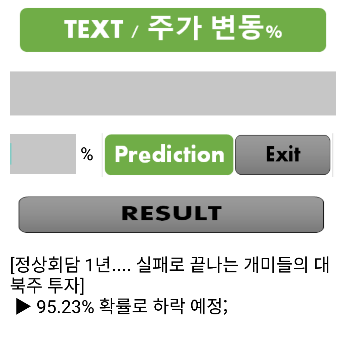 TEXT / 주가 변동%
%
Prediction
Exit
RESULT
[정상회담 1년.... 실패로 끝나는 개미들의 대
북주 투자]
▶ 95.23% 확률로 하락 예정;